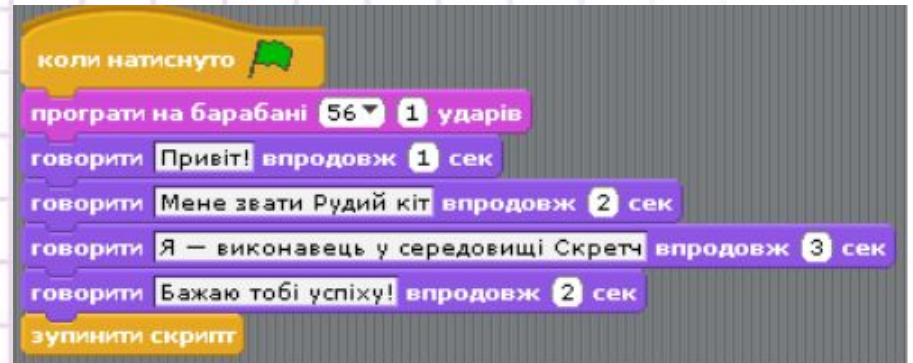 коли натиснуто
програти на барабані 56 1 ударів
говорити Привіт! впродовж 1 сек
говорити Мене звати Рудий кіт впродовж 2 сек
говорити Я — виконавець у середовищі Скретч впродовж 3 сек
говорити Бажаю тобі успіху! впродовж 2 сек
зупинити скрипт